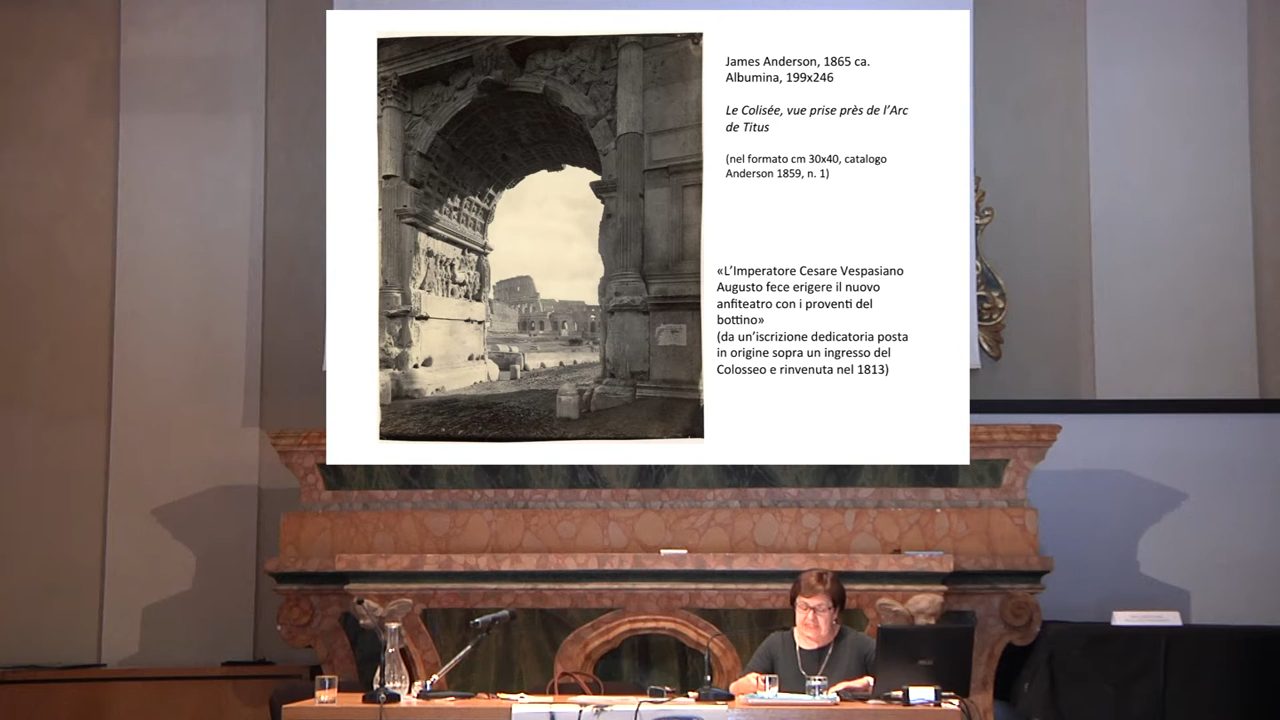 James Anderson, 1865 ca.
Albumina, 199x246
Le Colisée, vue prise près de l’Arc
de Titus
(nel formato cm 30x40, catalogo
Anderson 1859, n. 1)
«L’Imperatore Cesare Vespasiano
Augusto fece erigere il nuovo
anfiteatro con i proventi del
bottino»
(da un’iscrizione dedicatoria posta
in origine sopra un ingresso del
Colosseo e rinvenuta nel 1813)